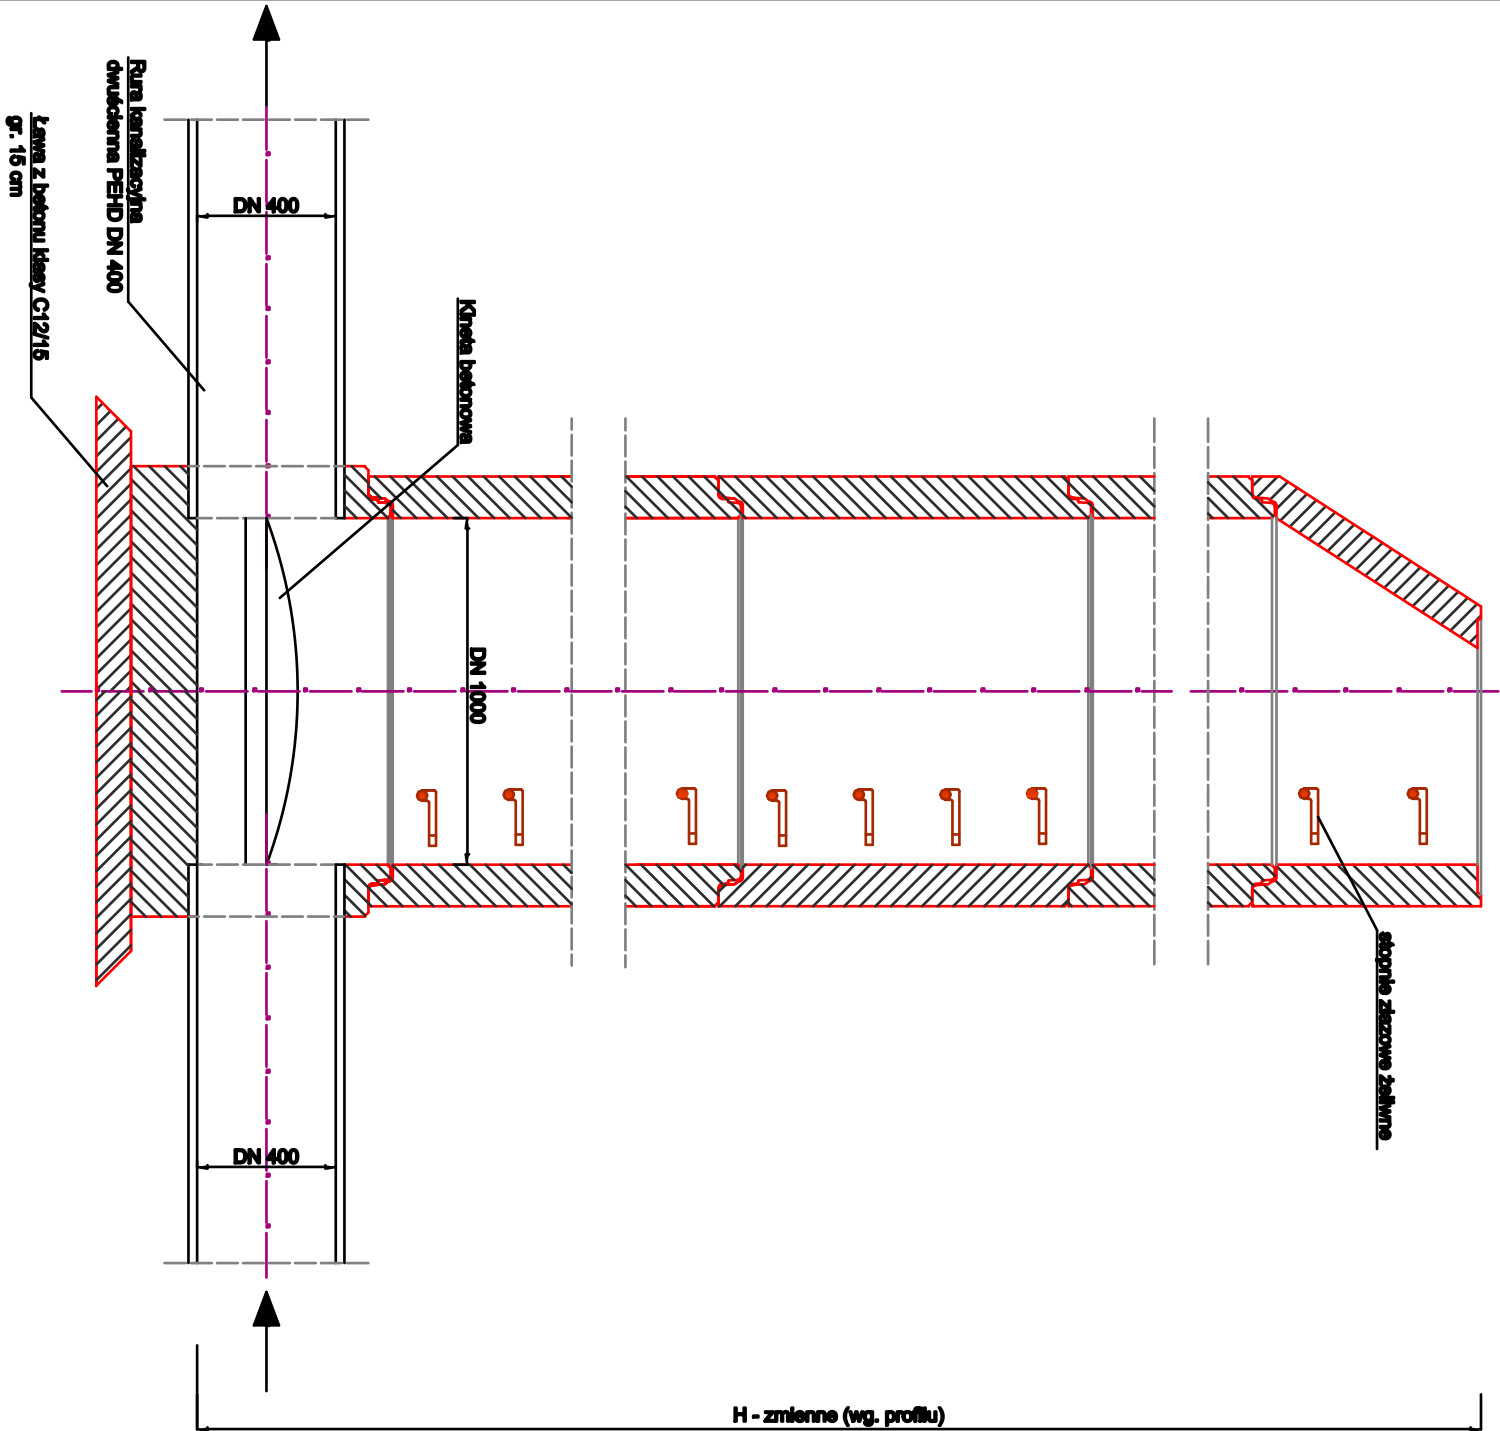 Rura kanalizacyjna
dwuścienna PEHD DN 400
Ława z betonu klasy C12/15
gr. 15 cm
DN 400
Kineta betonowa
DN 1000
stopnie złazowe żeliwne
DN 400
H - zmienne (wg. profilu)